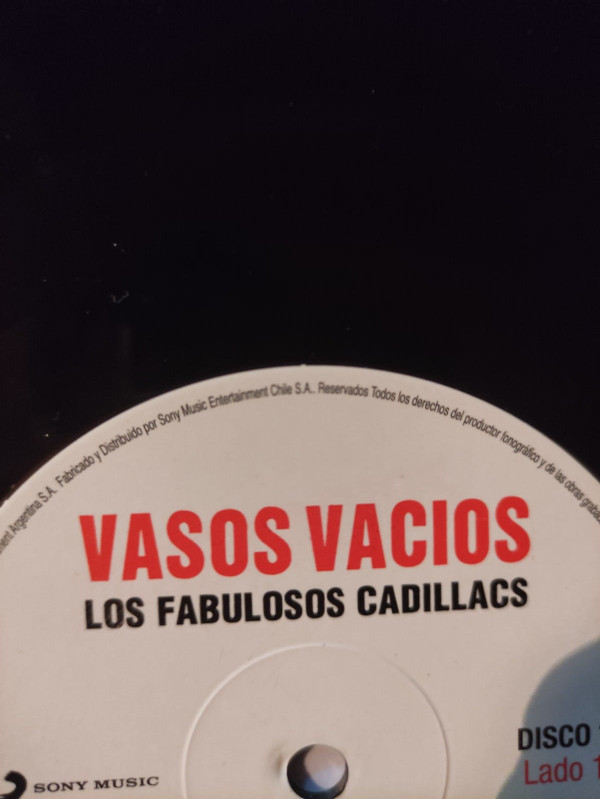 Argentina S.A. Fabricado y Distribuido por Sony Music Entertainment Chile S.A.. Reservados Todos los derechos del productor fonográfico y de las obras
VASOS VACIOS
LOS FABULOSOS CADILLACS
DISCO
Lado 1
SONY MUSIC